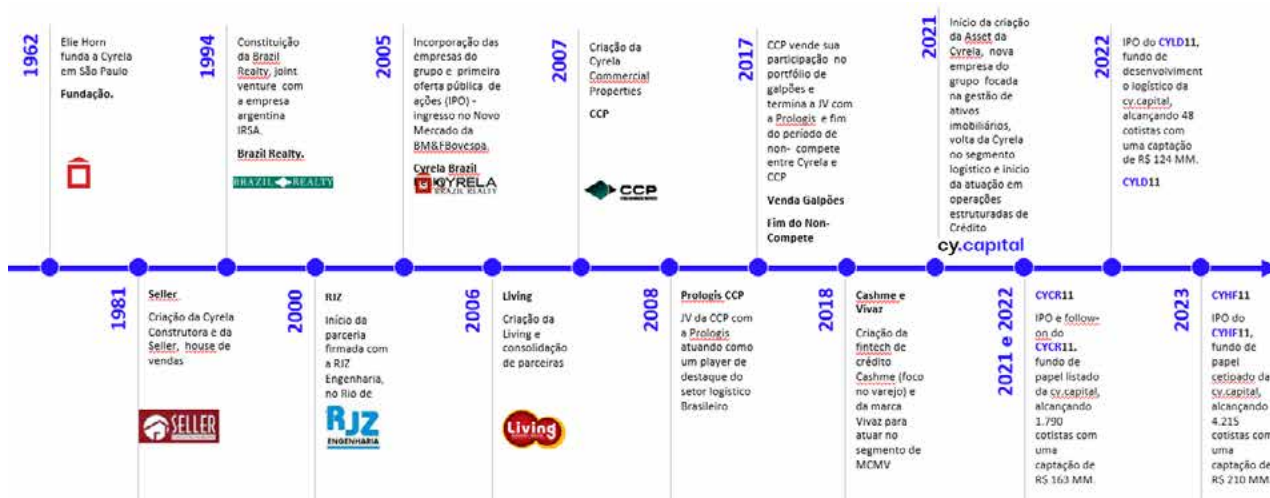 1962
Elie Horn
funda a Cyrela
em São Paulo
Fundação.
1994
Constituição
da Brazil
Realty, joint
venture com
a empresa
argentina
IRSA.
Brazil Realty.
BRAZIL REALTY
2005
Incorporação das
empresas do
grupo e primeira
oferta pública de
ações (IPO) -
ingresso no Novo
Mercado da
BM&FBovespa.
Cyrela Brazil
CYRELA
BRAZIL REALTY
2007
Criação da
Cyrela
Commercial
Properties
CCP
CCP
2017
CCP vende sua
participação no
portfólio de
galpões e
termina a JV com
a Prologis e fim
do período de
non- compete
entre Cyrela e
CCP
Venda Galpões
Fim do Non-
Compete
2021
Início da criação
da Asset da
Cyrela, nova
empresa do
grupo focada
na gestão de
ativos
imobiliários,
volta da Cyrela
no segmento
logístico e início
da atuação em
operações
estruturadas de
Crédito
cy.capital
2022
IPO do CYLD11,
fundo de
desenvolviment
o logístico da
cy.capital,
alcançando 48
cotistas com
uma captação
de R$ 124 MM.
CYLD11
1981
Seller
Criação da Cyrela
Construtora e da
Seller, house de
vendas
SELLER
2000
RJZ
Início da
parceria
firmada com
a RJZ
Engenharia,
no Rio de
RJZ
ENGENHARIA
2006
Living
Criação da
Living e
consolidação
de parceiras
Living
2008
Prologis CCP
JV da CCP com
a Prologis
atuando como
um player de
destaque do
setor logístico
Brasileiro
2018
Cashme e
Vivaz
Criação da
fintech de
crédito
Cashme (foco
no varejo) e
da marca
Vivaz para
atuar no
segmento de
MCMV
2021 e 2022
CYCR11
IPO e follow-
on do
CYCR11,
fundo de
papel listado
da cy.capital,
alcançando
1.790
cotistas com
uma
captação de
R$ 163 MM.
2023
CYHF11
IPO do
CYHF11,
fundo de
papel
cetipado da
cy.capital,
alcançando
4.215
cotistas com
uma
captação de
R$ 210 MM.